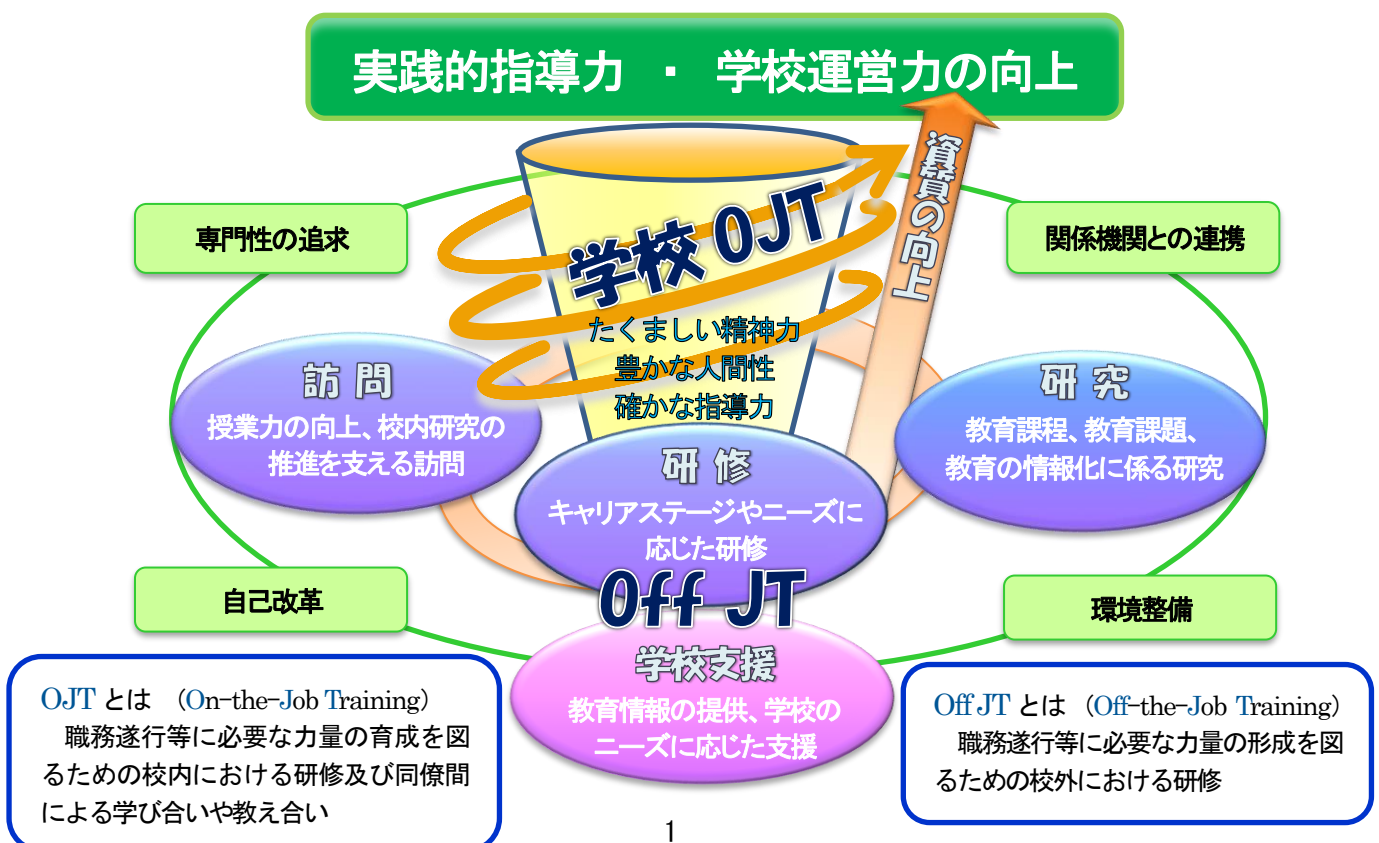 実践的指導力 ・ 学校運営力の向上
資質の向上
専門性の追求
関係機関との連携
学校 OJT
たくましい精神力
豊かな人間性
確かな指導力
訪 問
授業力の向上、校内研究の
推進を支える訪問
研 究
教育課程、教育課題、
教育の情報化に係る研究
研 修
キャリアステージやニーズに
応じた研修
自己改革
Off JT
環境整備
学校支援
教育情報の提供、学校の
ニーズに応じた支援
OJT とは （On-the-Job Training）
職務遂行等に必要な力量の育成を図
るための校内における研修及び同僚間
による学び合いや教え合い
Off JT とは （Off-the-Job Training）
職務遂行等に必要な力量の形成を図
るための校外における研修
1